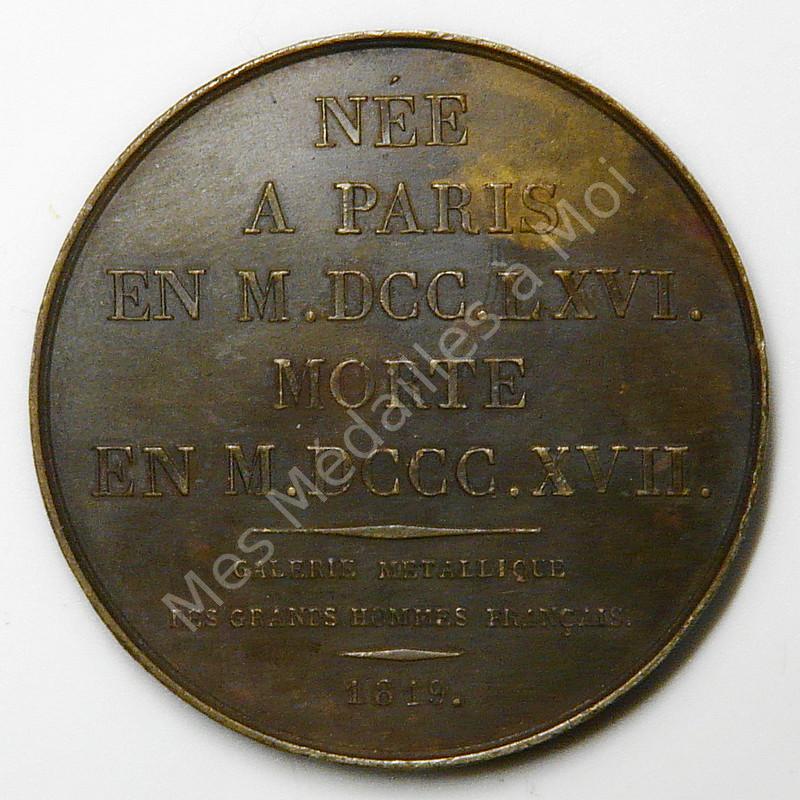 NÉE
A PARIS
EN M.DCC.LXVI.
MORTE
EN M.DCCC.XVII.
GALERIE METALLIQUE
DES GRANDS HOMMES FRANÇAIS.
1819.
Mes Médailles à Moi